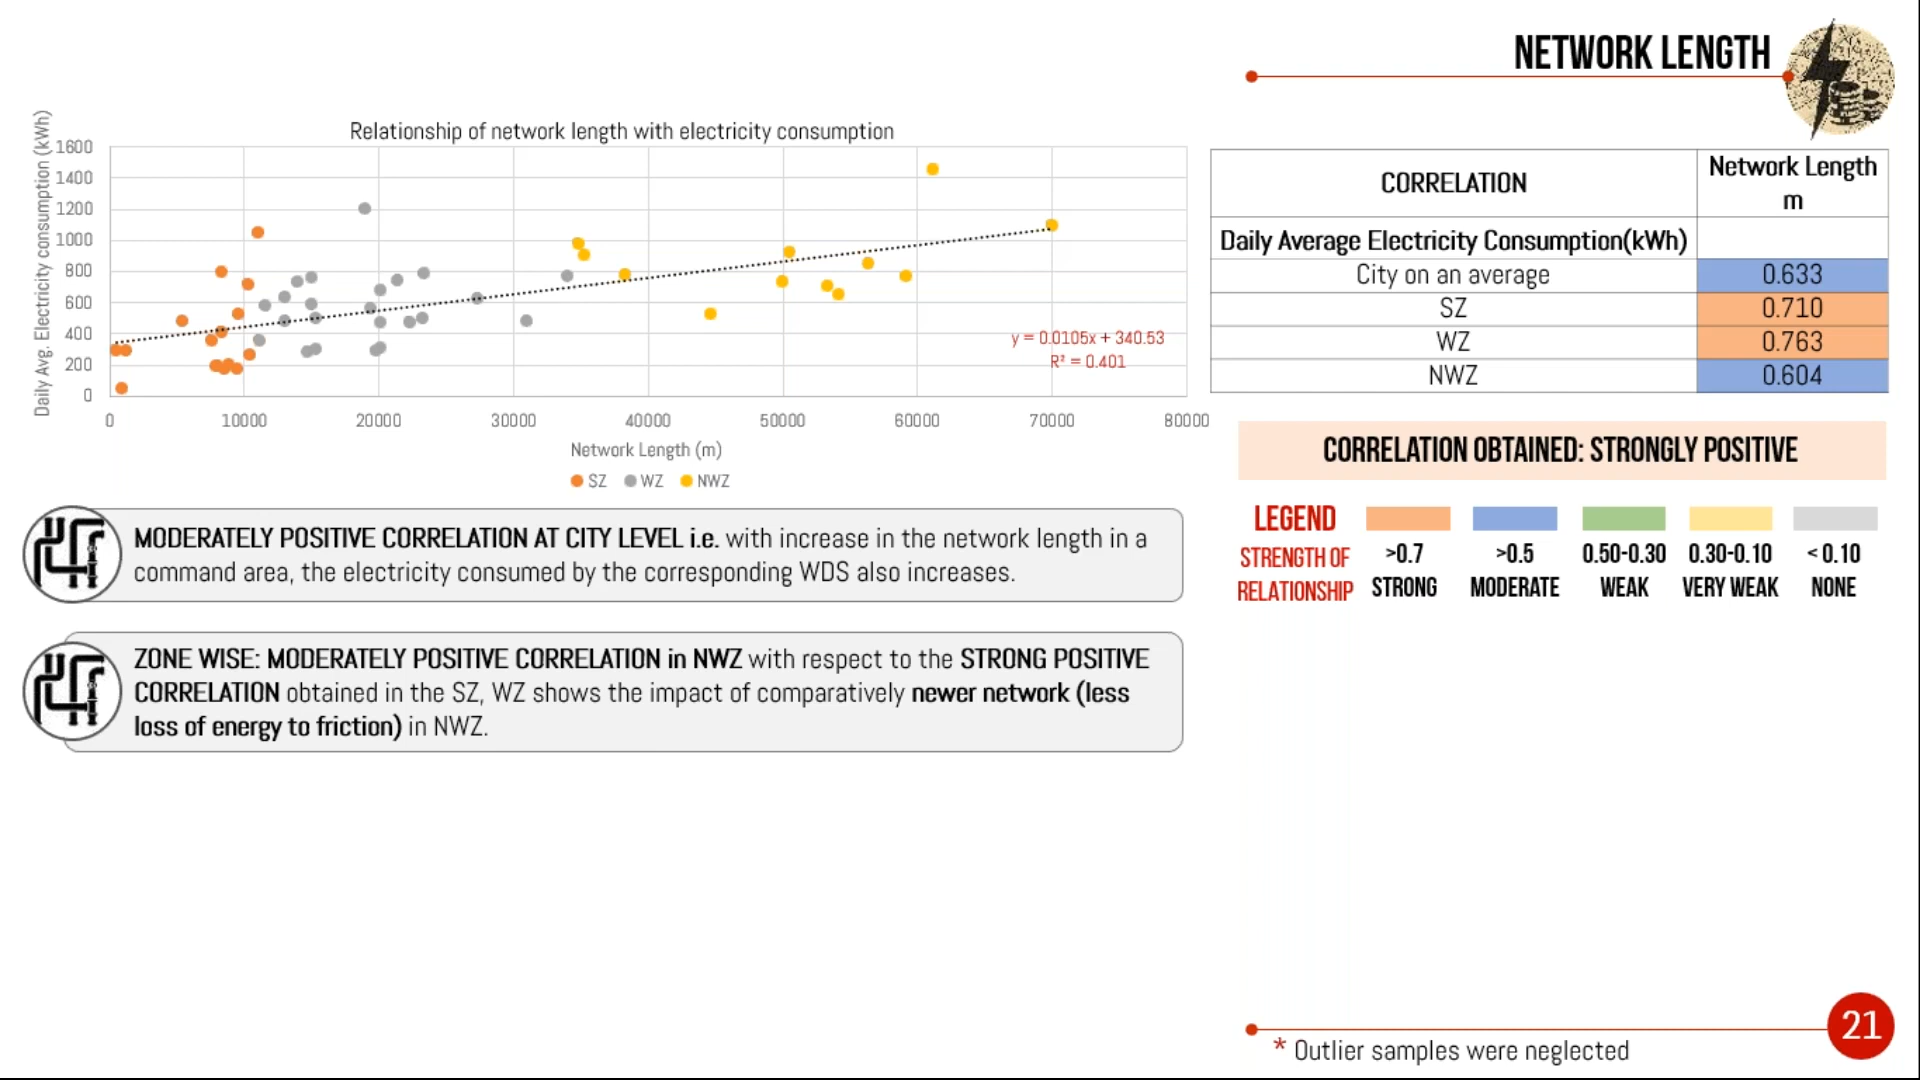 NETWORK LENGTH
Relationship of network length with electricity consumption
Daily Avg. Electricity consumption (kWh)
1600
1400
1200
1000
800
600
400
200
0
y = 0.0105x + 340.53
R² = 0.401
0 10000 20000 30000 40000 50000 60000 70000 80000
Network Length (m)
SZ WZ NWZ
CORRELATION Network Length
m
Daily Average Electricity Consumption(kWh)
City on an average 0.633
SZ 0.710
WZ 0.763
NWZ 0.604
CORRELATION OBTAINED: STRONGLY POSITIVE
LEGEND
STRENGTH OF >0.7 >0.5 0.50-0.30 0.30-0.10 < 0.10
RELATIONSHIP STRONG MODERATE WEAK VERY WEAK NONE
MODERATELY POSITIVE CORRELATION AT CITY LEVEL i.e. with increase in the network length in a
command area, the electricity consumed by the corresponding WDS also increases.
ZONE WISE: MODERATELY POSITIVE CORRELATION in NWZ with respect to the STRONG POSITIVE
CORRELATION obtained in the SZ, WZ shows the impact of comparatively newer network (less
loss of energy to friction) in NWZ.
21
* Outlier samples were neglected